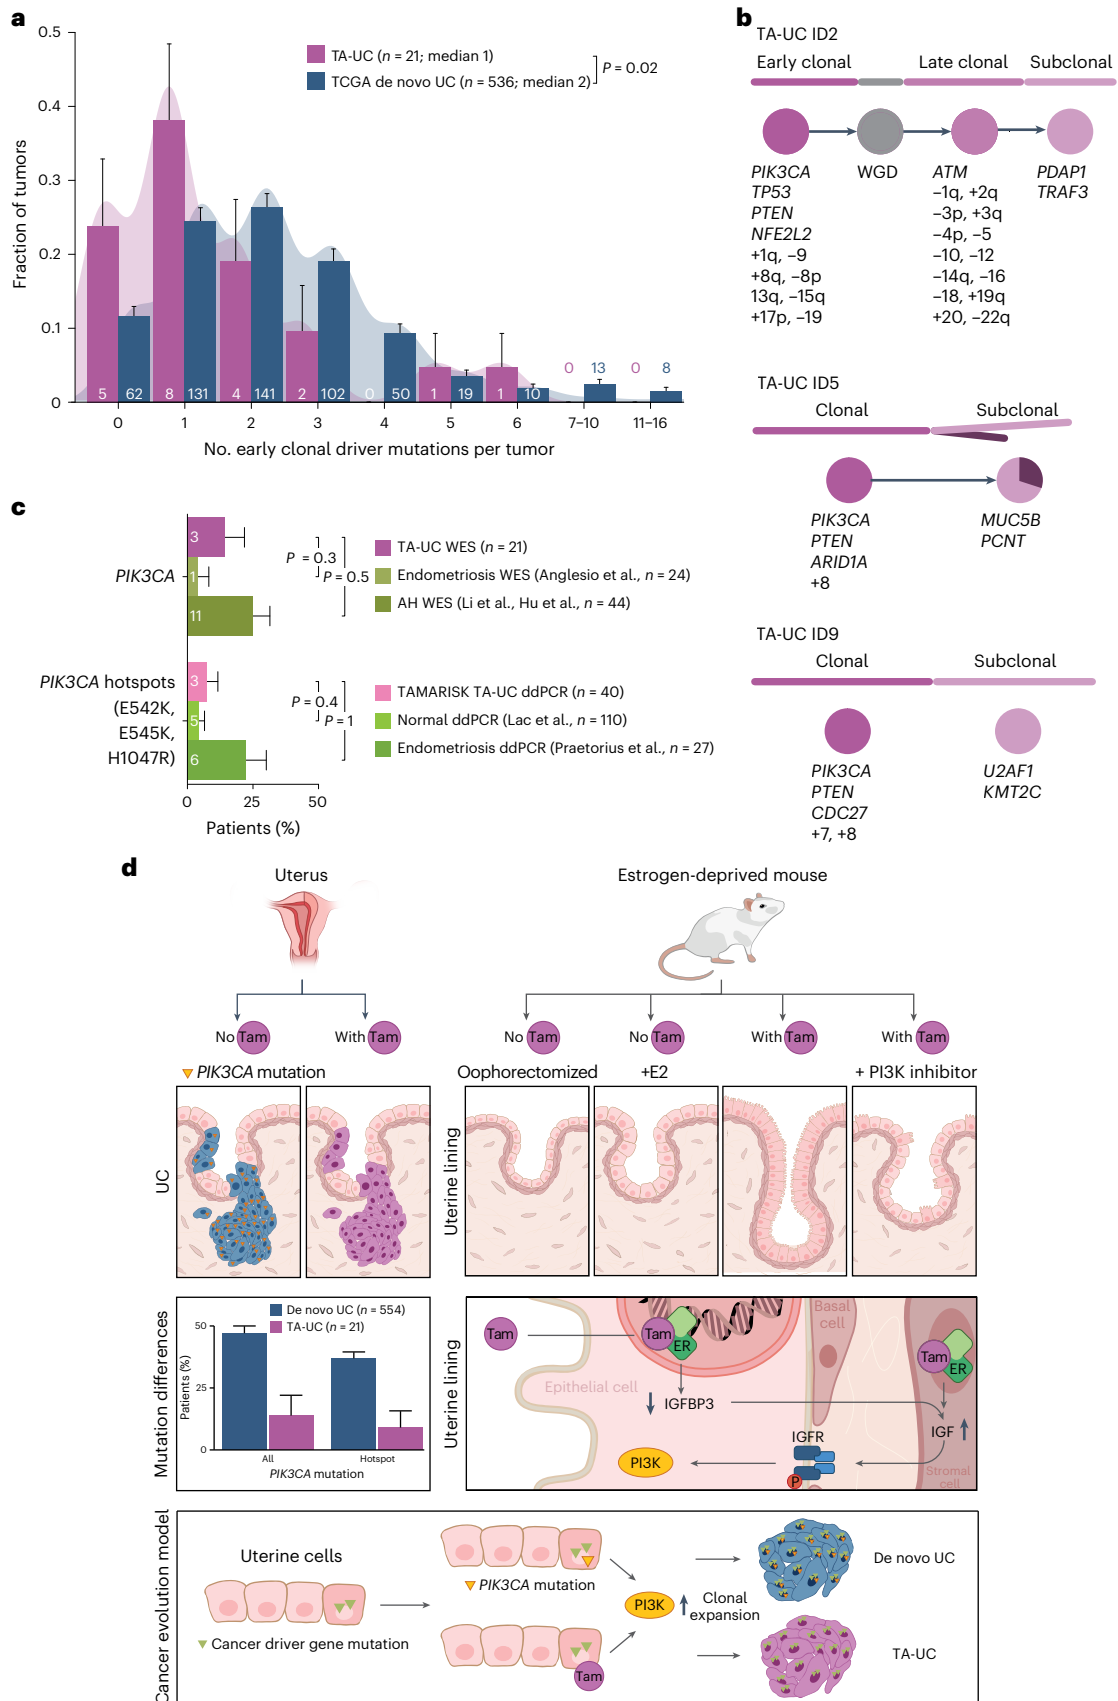 a
0.5
0.4
0.3
0.2
0.1
0
Fraction of tumors
TA-UC (n = 21; median 1)
TCGA de novo UC (n = 536; median 2)
P = 0.02
5 62 8 131 4 141 2 102 0 50 1 19 1 10 0 13 0 8
0 1 2 3 4 5 6 7–10 11–16
No. early clonal driver mutations per tumor
b
TA-UC ID2
Early clonal Late clonal Subclonal
PIK3CA WGD ATM PDAP1
TP53 –1q, +2q TRAF3
PTEN –3p, +3q
NFE2L2 –4p, –5
+1q, –9 –10, –12
+8q, –8p –14q, –16
13q, –15q –18, +19q
+17p, –19 +20, –22q
TA-UC ID5
Clonal Subclonal
PIK3CA MUC5B
PTEN PCNT
ARID1A
+8
TA-UC ID9
Clonal Subclonal
PIK3CA U2AF1
PTEN KMT2C
CDC27
+7, +8
c
PIK3CA
3
1
11
P = 0.3
P = 0.5
TA-UC WES (n = 21)
Endometriosis WES (Anglesio et al., n = 24)
AH WES (Li et al., Hu et al., n = 44)
PIK3CA hotspots
(E542K,
E545K,
H1047R)
3
5
6
P = 0.4
P = 1
TAMARISK TA-UC ddPCR (n = 40)
Normal ddPCR (Lac et al., n = 110)
Endometriosis ddPCR (Praetorius et al., n = 27)
0 25 50
Patients (%)
d
Uterus
Estrogen-deprived mouse
No Tam With Tam No Tam No Tam With Tam With Tam
PIK3CA mutation
Oophorectomized +E2 + PI3K inhibitor
UC
Uterine lining
Mutation differences
De novo UC (n = 554)
TA-UC (n = 21)
50
25
0
Patients (%)
All Hotspot
PIK3CA mutation
Uterine lining
Tam
Tam
ER
Epithelial cell
IGFBP3
Basal
cell
Tam
ER
IGF
IGFR
PI3K
P
Stromal
cell
Cancer evolution model
Uterine cells
Cancer driver gene mutation
PIK3CA mutation
Tam
PI3K
Clonal
expansion
De novo UC
TA-UC